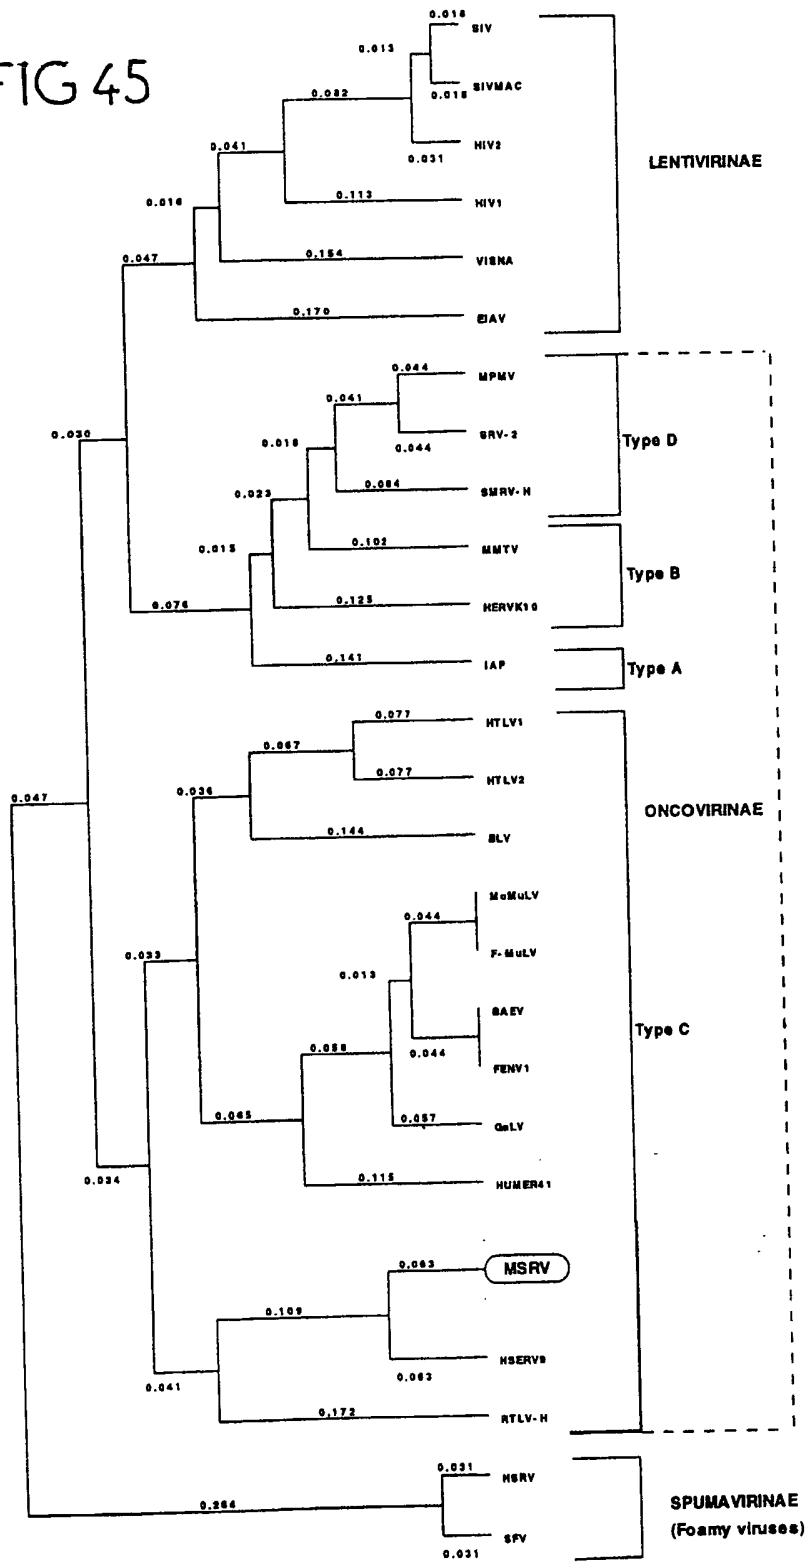 FIG 45
0.018
SIV
0.013
SIVMAC
0.018
0.082
HIV2
0.031
0.041
0.113
HIV1
LENTIVIRINAE
0.016
0.154
VISNA
0.047
0.170
EIAV
0.044
MPMV
0.041
SRV-2
0.044
Type D
0.030
0.018
0.084
SMRV-H
0.023
0.102
MMTV
0.015
Type B
0.125
HERVK10
0.076
0.141
IAP
Type A
0.077
HTLV1
0.067
0.077
HTLV2
0.036
0.047
0.144
BLV
ONCOVIRINAE
MoMuLV
0.044
F-MuLV
0.033
0.013
BAEV
0.044
FENV1
Type C
0.058
0.065
0.057
GaLV
0.034
0.115
HUMER41
0.063
MSRV
0.109
HSERV9
0.063
0.041
0.172
RTLV-H
0.031
HSRV
0.264
SPUMAVIRINAE
(Foamy viruses)
SFV
0.031